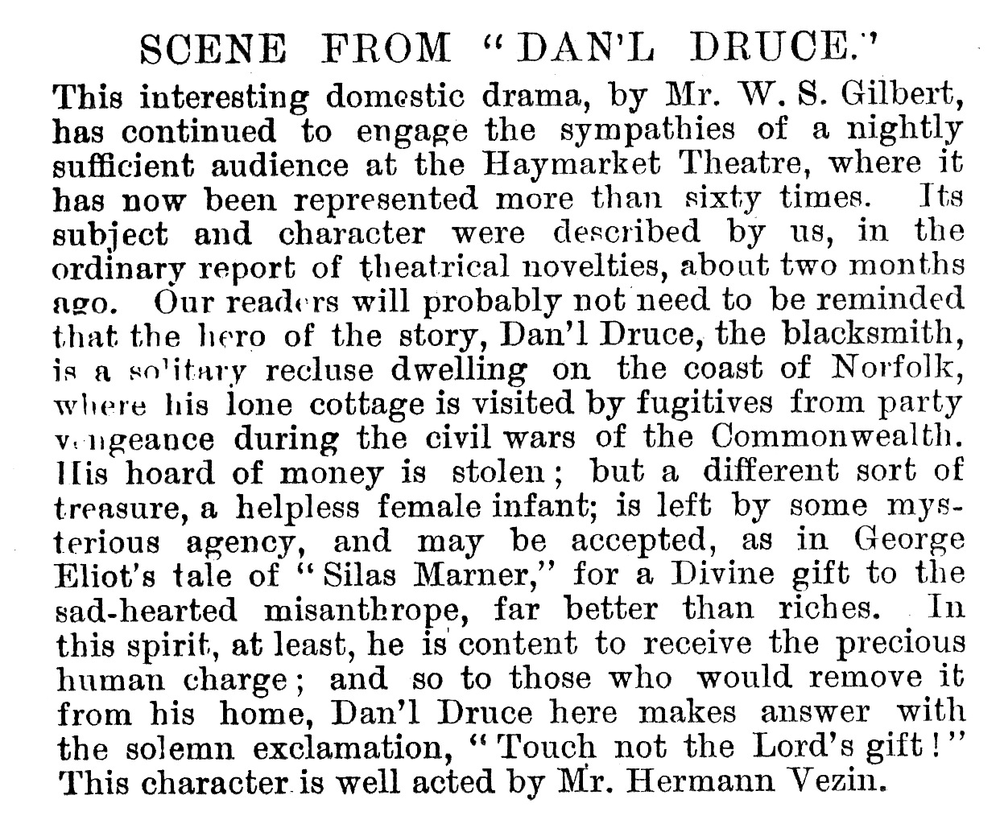 SCENE FROM "DAN'L DRUCE."
This interesting domestic drama, by Mr. W. S. Gilbert,
has continued to engage the sympathies of a nightly
sufficient audience at the Haymarket Theatre, where it
has now been represented more than sixty times. Its
subject and character were described by us, in the
ordinary report of theatrical novelties, about two months
ago. Our readers will probably not need to be reminded
that the hero of the story, Dan'l Druce, the blacksmith,
is a solitary recluse dwelling on the coast of Norfolk,
where his lone cottage is visited by fugitives from party
vengeance during the civil wars of the Commonwealth.
His hoard of money is stolen; but a different sort of
treasure, a helpless female infant; is left by some mys-
terious agency, and may be accepted, as in George
Eliot's tale of "Silas Marner," for a Divine gift to the
sad-hearted misanthrope, far better than riches. In
this spirit, at least, he is content to receive the precious
human charge; and so to those who would remove it
from his home, Dan'l Druce here makes answer with
the solemn exclamation, "Touch not the Lord's gift!"
This character is well acted by Mr. Hermann Vezin.